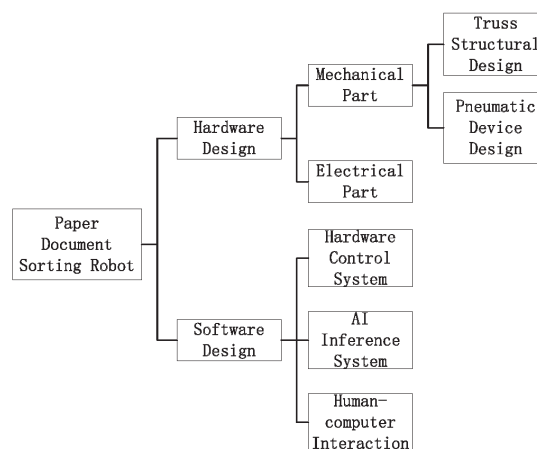 Paper
Document
Sorting Robot
Hardware
Design
Software
Design
Mechanical
Part
Electrical
Part
Hardware
Control
System
AI
Inference
System
Human-
computer
Interaction
Truss
Structural
Design
Pneumatic
Device
Design